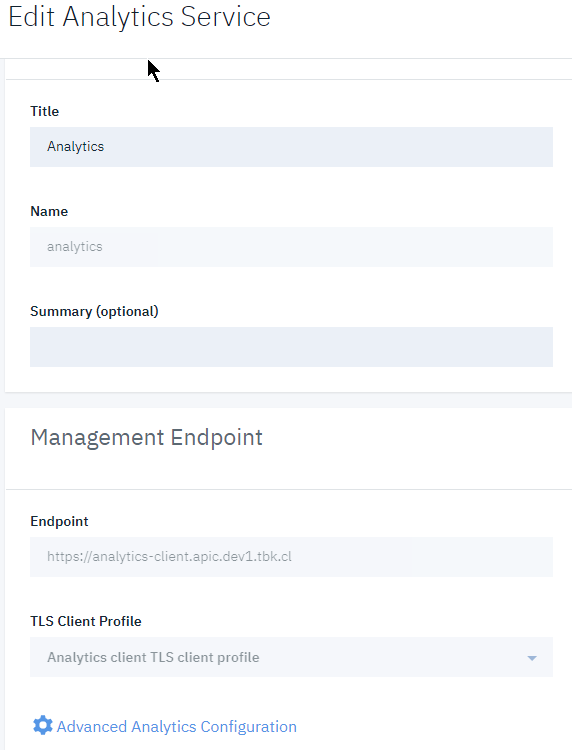 Edit Analytics Service
Title
Analytics
Name
analytics
Summary (optional)
Management Endpoint
Endpoint
https://analytics-client.apic.dev1.tbk.cl
TLS Client Profile
Analytics client TLS client profile
Advanced Analytics Configuration